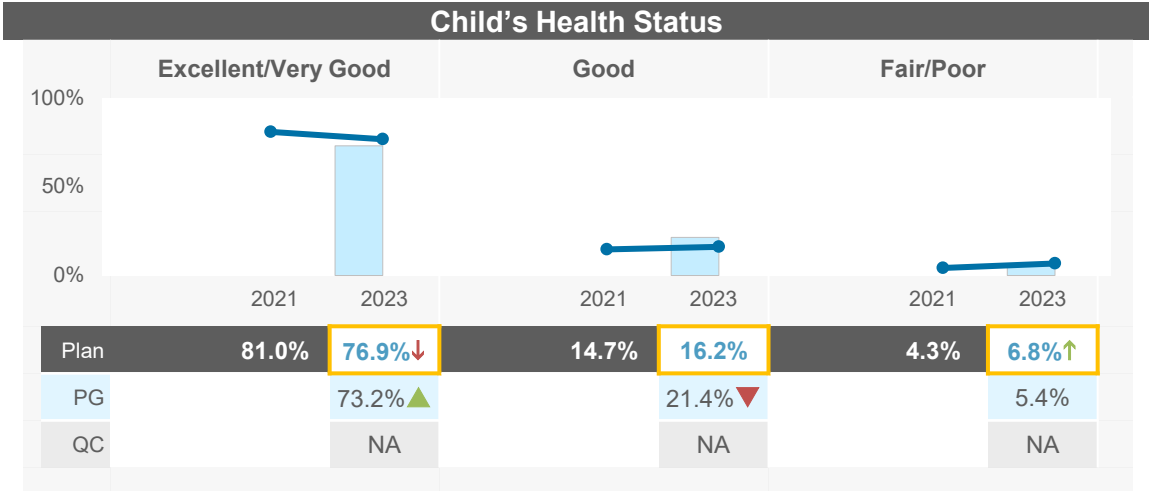 Child's Health Status
Excellent/Very Good Good Fair/Poor
100%
50%
0%
2021 2023 2021 2023 2021 2023
Plan 81.0% 76.9%↓ 14.7% 16.2% 4.3% 6.8%↑
PG 73.2%▲ 21.4%▼ 5.4%
QC NA NA NA